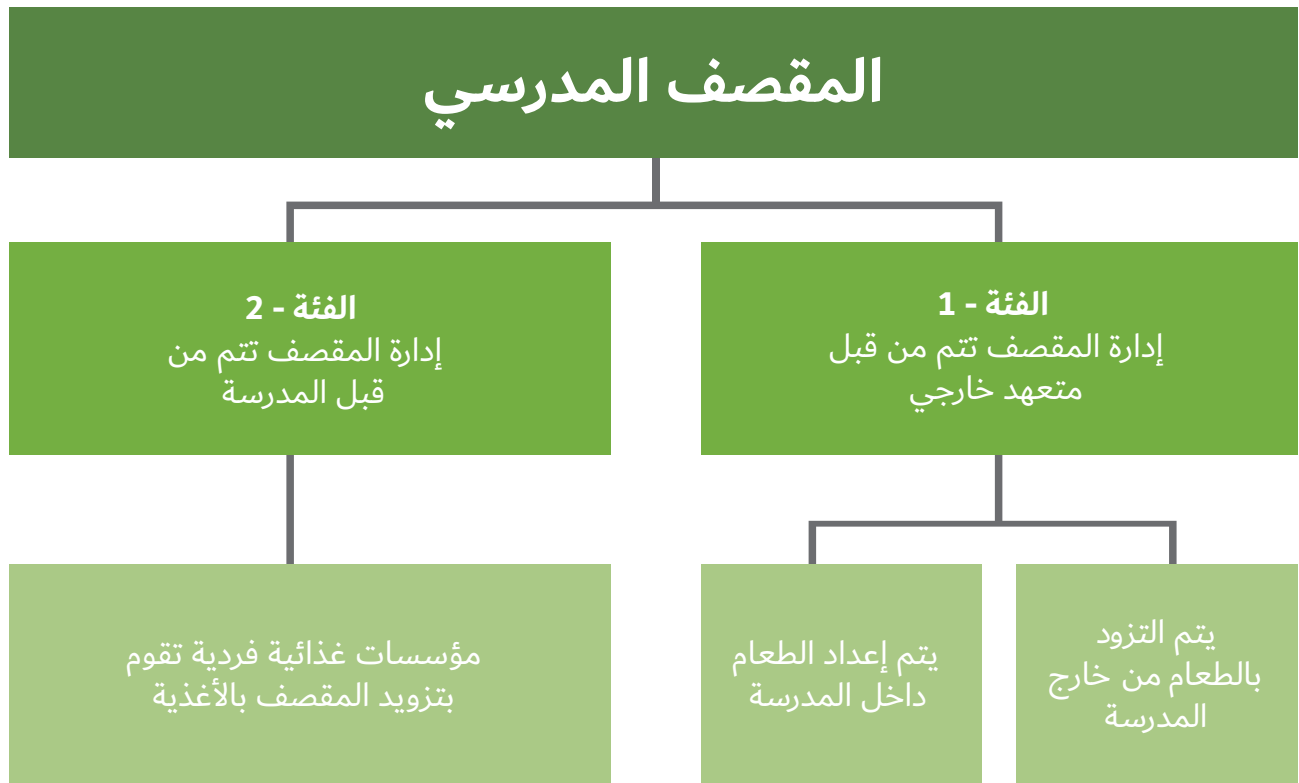 المقصف المدرسي
الفئة - 1
إدارة المقصف تتم من قبل
متعهد خارجي
الفئة - 2
إدارة المقصف تتم من
قبل المدرسة
يتم التزود
بالطعام من خارج
المدرسة
يتم إعداد الطعام
داخل المدرسة
مؤسسات غذائية فردية تقوم
بتزويد المقصف بالأغذية